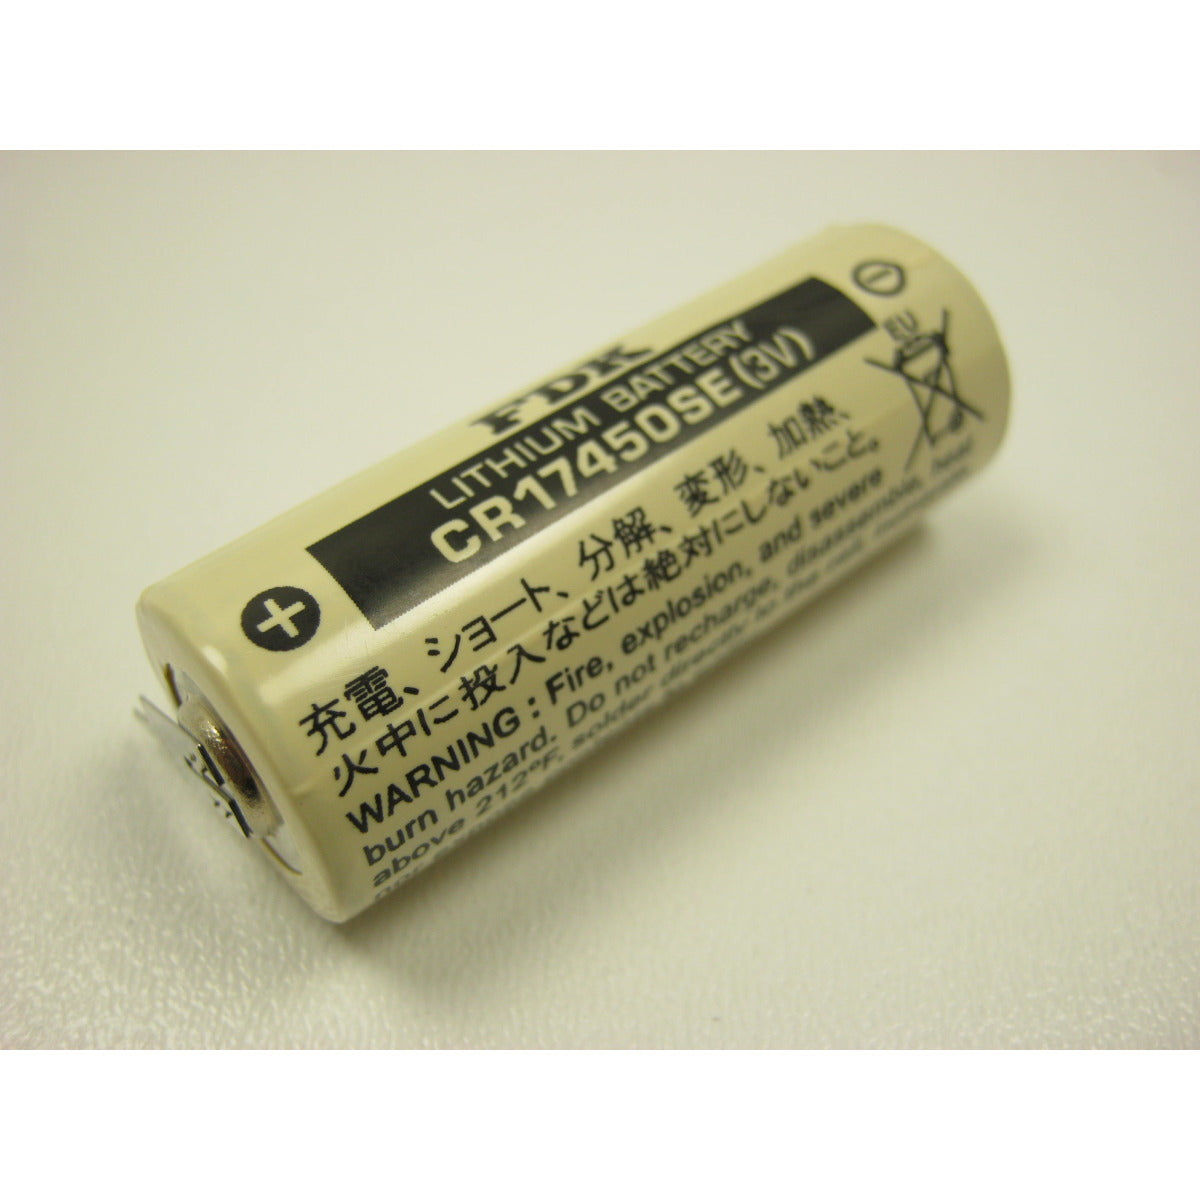 FDK
LITHIUM BATTERY
CR17450SE(3V)
EU
充電、ショート、分解、変形、加熱、
火中に投入などは絶対にしないこと。
WARNING : Fire, explosion, and severe
burn hazard. Do not recharge, disassemble, heat
above 212°F, solder directly to the cell,